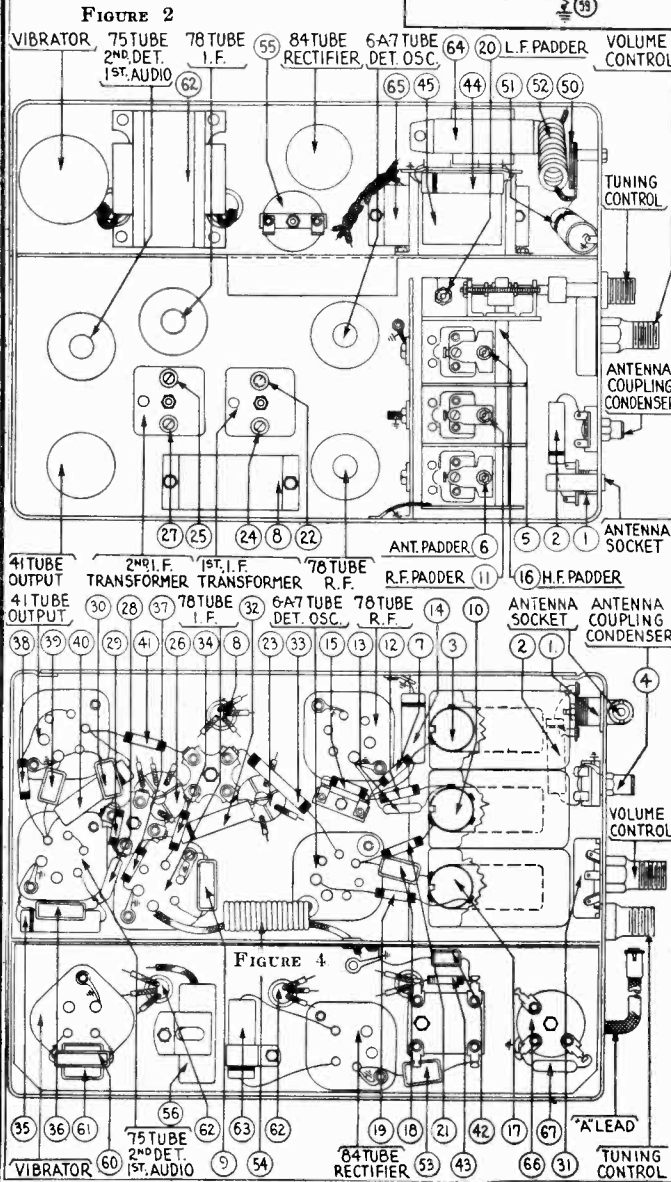 59
FIGURE 2
VIBRATOR
75 TUBE
2ND. DET.
1ST. AUDIO
62
78 TUBE
I.F.
55
84 TUBE
RECTIFIER
6-A-7 TUBE
DET. OSC.
65
45
64
44
20
L.F. PADDER
51
52
50
VOLUME
CONTROL
TUNING
CONTROL
ANTENNA
COUPLING
CONDENSER
ANTENNA
SOCKET
41 TUBE
OUTPUT
27
25
24
8
22
2ND. I.F.
TRANSFORMER
1ST. I.F.
TRANSFORMER
78 TUBE
R.F.
ANT. PADDER 6
R.F. PADDER 11
5
16 H.F. PADDER
2
1
41 TUBE
OUTPUT
38
39
40
30
29
28
41
37
26
78 TUBE
I.F.
34
8
32
23
33
6-A-7 TUBE
DET. OSC.
15
13
78 TUBE
R.F.
12
7
14
3
10
ANTENNA
SOCKET
2
1.
ANTENNA
COUPLING
CONDENSER
4
VOLUME
CONTROL
FIGURE 4
35
36
61
60
56
62
9
63
54
62
19
18
53
21
43
42
17
66
67
31
"A" LEAD
VIBRATOR
75 TUBE
2ND DET.
1ST. AUDIO
84 TUBE
RECTIFIER
TUNING
CONTROL